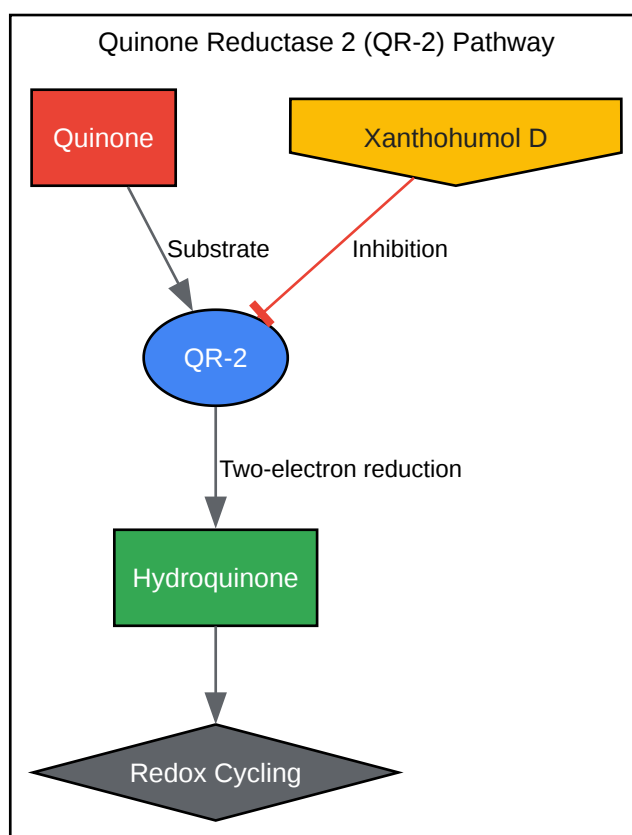 Quinone Reductase 2 (QR-2) Pathway
Quinone
Xanthohumol D
Substrate
Inhibition
QR-2
Two-electron reduction
Hydroquinone
Redox Cycling